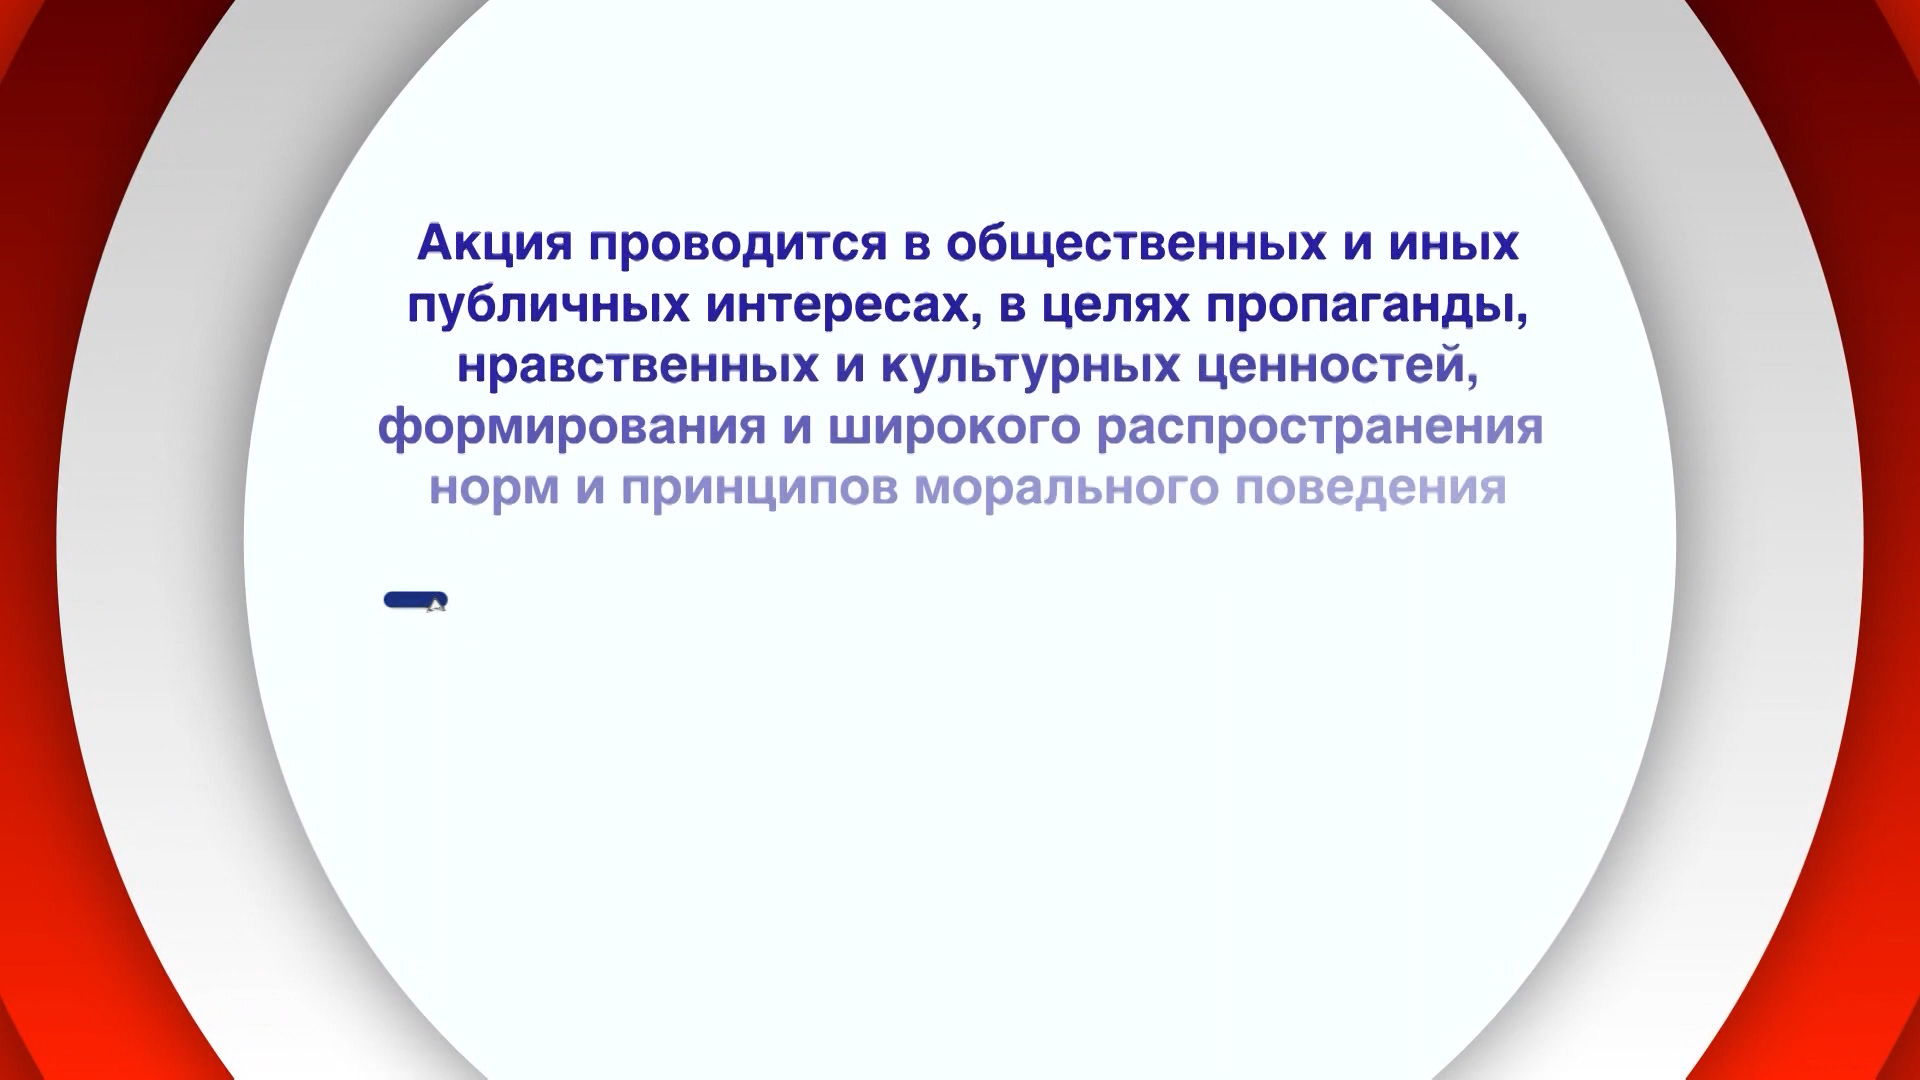 Акция проводится в общественных и иных
публичных интересах, в целях пропаганды,
нравственных и культурных ценностей,
формирования и широкого распространения
норм и принципов морального поведения